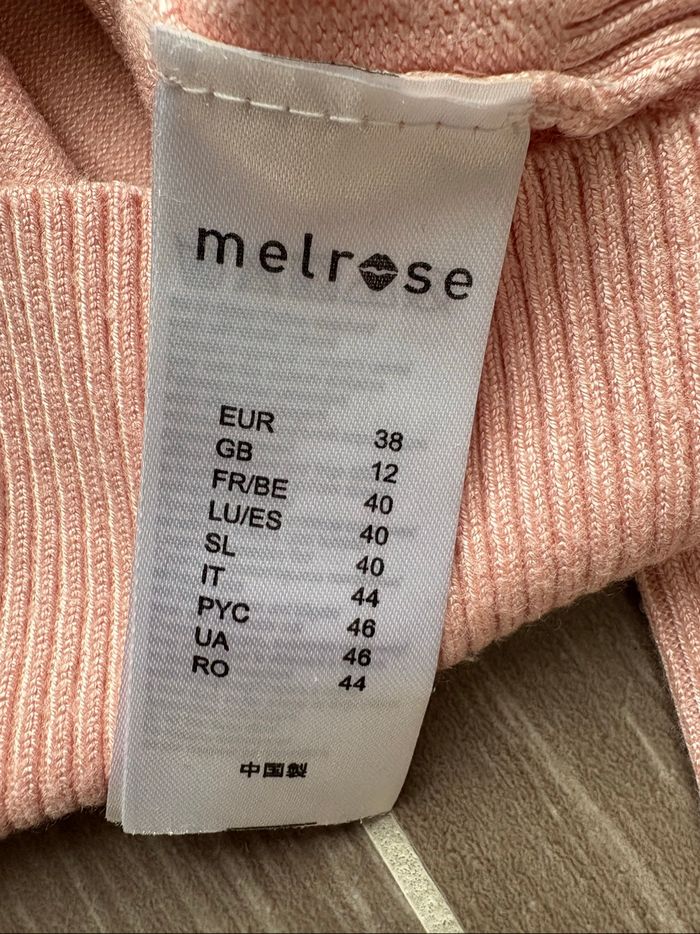 melrose
EUR 38
GB 12
FR/BE 40
LU/ES 40
SL 40
IT 44
РУС 46
UA 46
RO 44
中国製